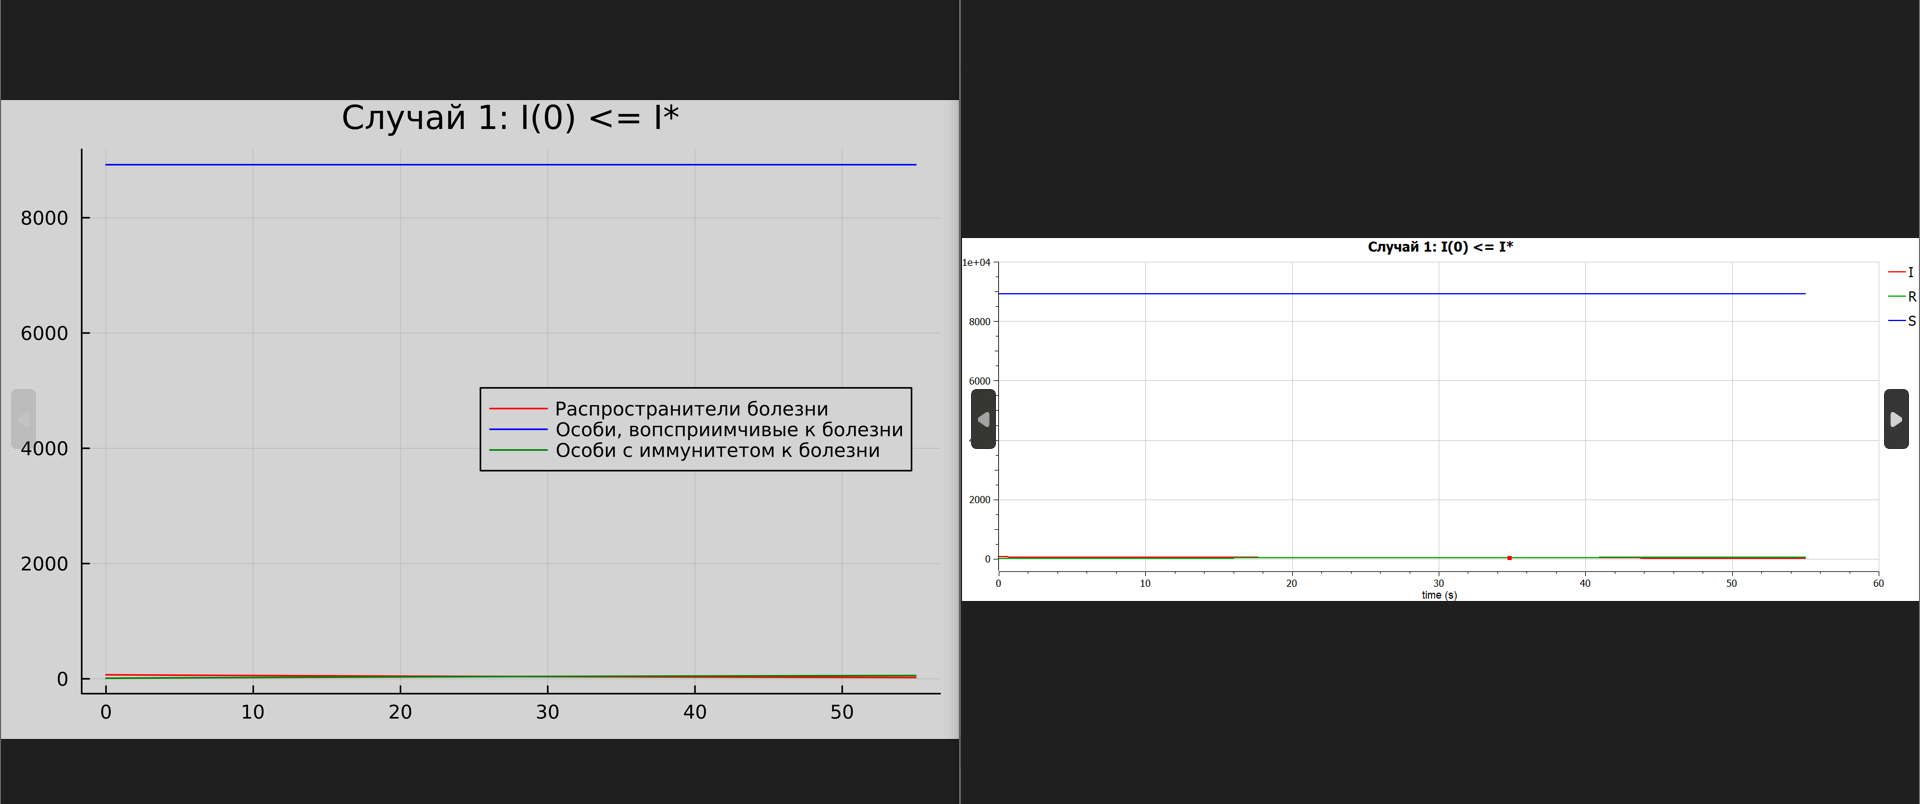 Случай 1: I(0) <= I*
8000
6000
4000
2000
0
0 10 20 30 40 50
Распространители болезни
Особи, вопсприимчивые к болезни
Особи с иммунитетом к болезни
Случай 1: I(0) <= I*
1e+04
8000
6000
2000
0
0 10 20 30 40 50 60
time (s)
I
R
S